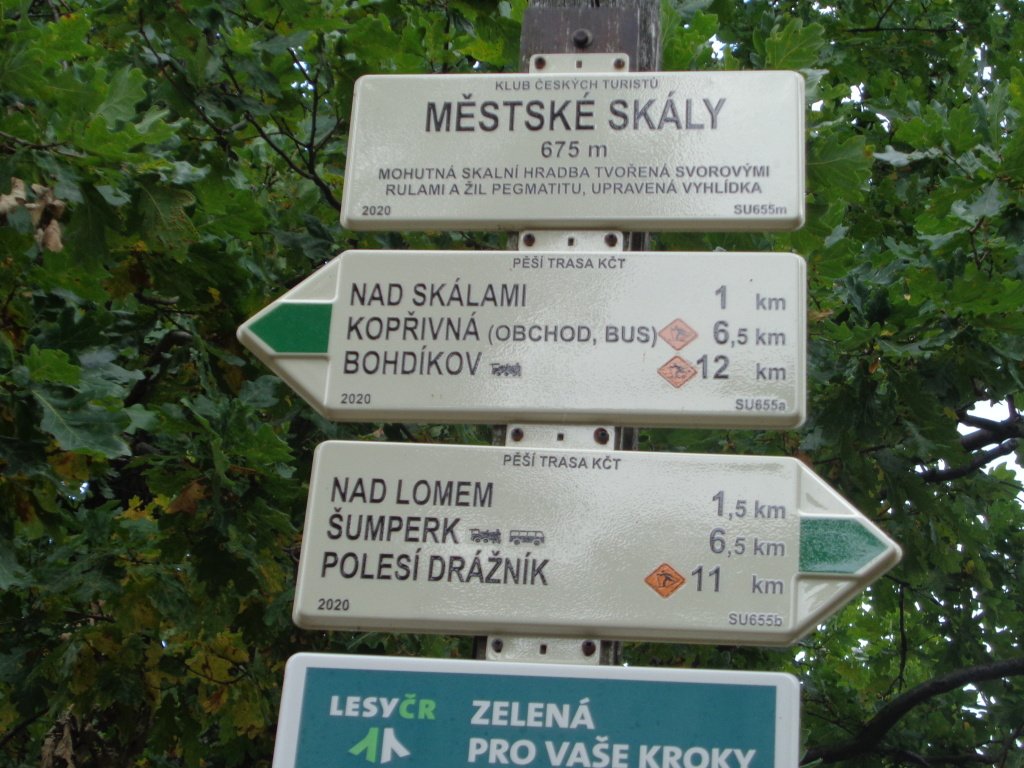 KLUB ČESKÝCH TURISTŮ
MĚSTSKÉ SKÁLY
675 m
MOHUTNÁ SKALNÍ HRADBA TVOŘENÁ SVOROVÝMI
RULAMI A ŽIL PEGMATITU, UPRAVENÁ VYHLÍDKA
2020 SU655m
PĚŠÍ TRASA KČT
NAD SKÁLAMI 1 km
KOPŘIVNÁ (OBCHOD, BUS) 6,5 km
BOHDÍKOV 12 km
2020 SU655a
PĚŠÍ TRASA KČT
NAD LOMEM 1,5 km
ŠUMPERK 6,5 km
POLESÍ DRÁŽNÍK 11 km
2020 SU655b
LESYČR ZELENÁ
PRO VAŠE KROKY